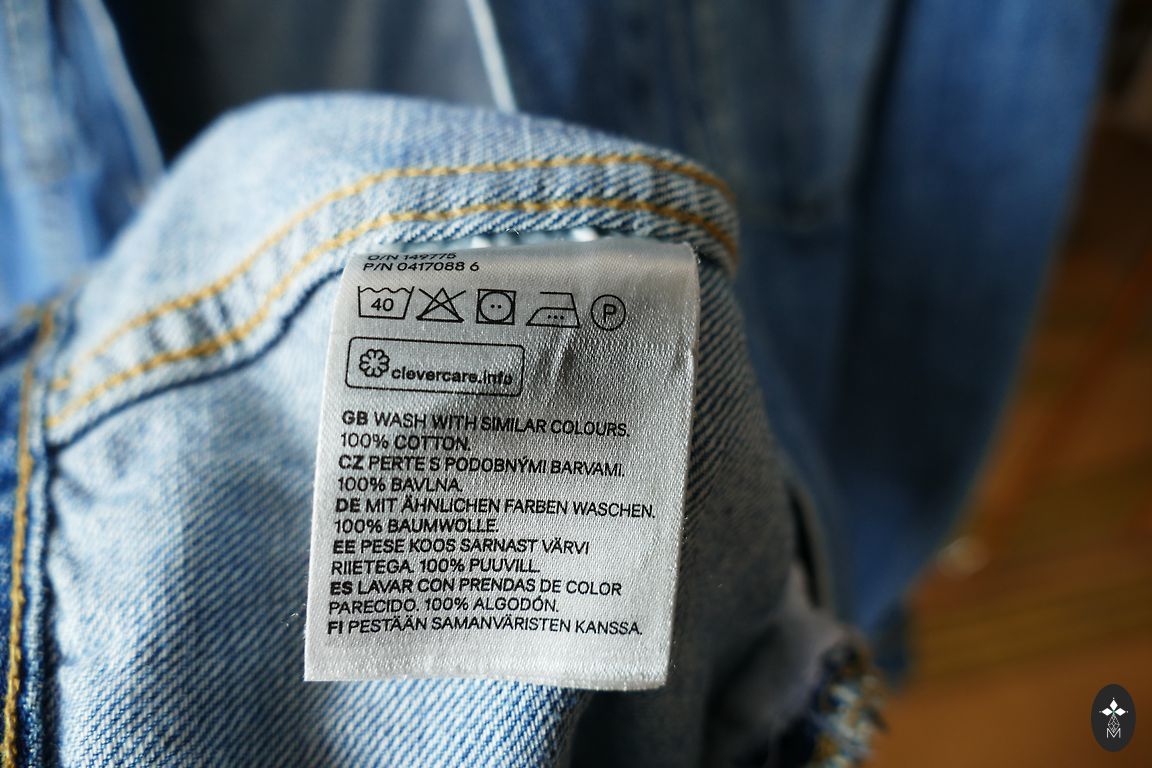 O/N 149775
P/N 0417088 6
40
P
clevercare.info
GB WASH WITH SIMILAR COLOURS.
100% COTTON.
CZ PERTE S PODOBNÝMI BARVAMI.
100% BAVLNA.
DE MIT ÄHNLICHEN FARBEN WASCHEN.
100% BAUMWOLLE.
EE PESE KOOS SARNAST VÄRVI
RIIETEGA. 100% PUUVILL.
ES LAVAR CON PRENDAS DE COLOR
PARECIDO. 100% ALGODÓN.
FI PESTÄÄN SAMANVÄRISTEN KANSSA.
M